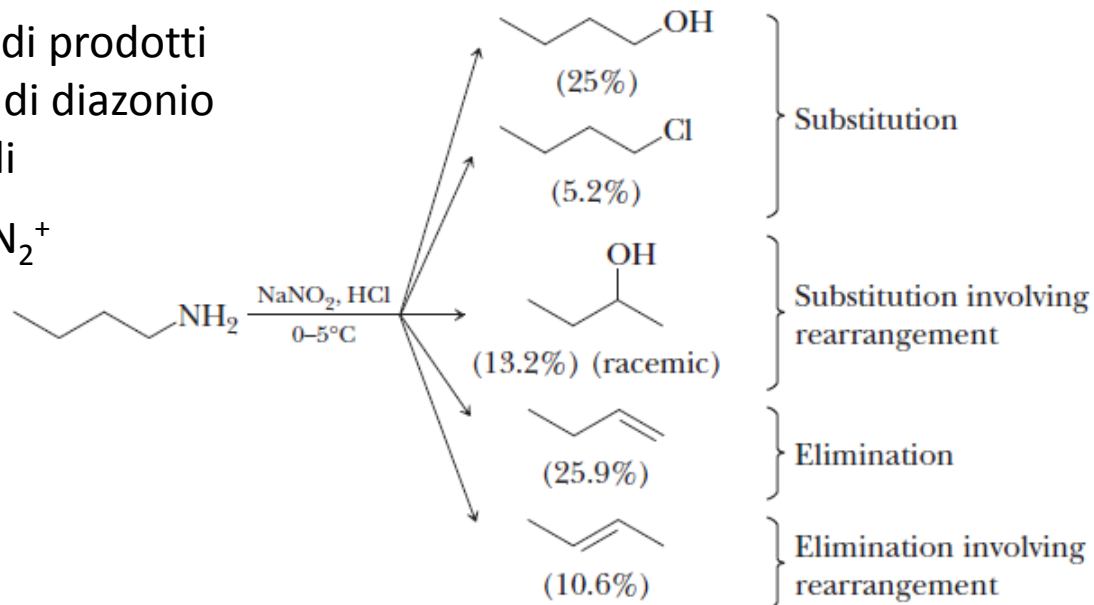 di prodotti
di diazonio
li
N₂⁺
NH₂
NaNO₂, HCl
0–5°C
OH
(25%)
Cl
(5.2%)
Substitution
OH
(13.2%) (racemic)
Substitution involving
rearrangement
(25.9%)
Elimination
(10.6%)
Elimination involving
rearrangement